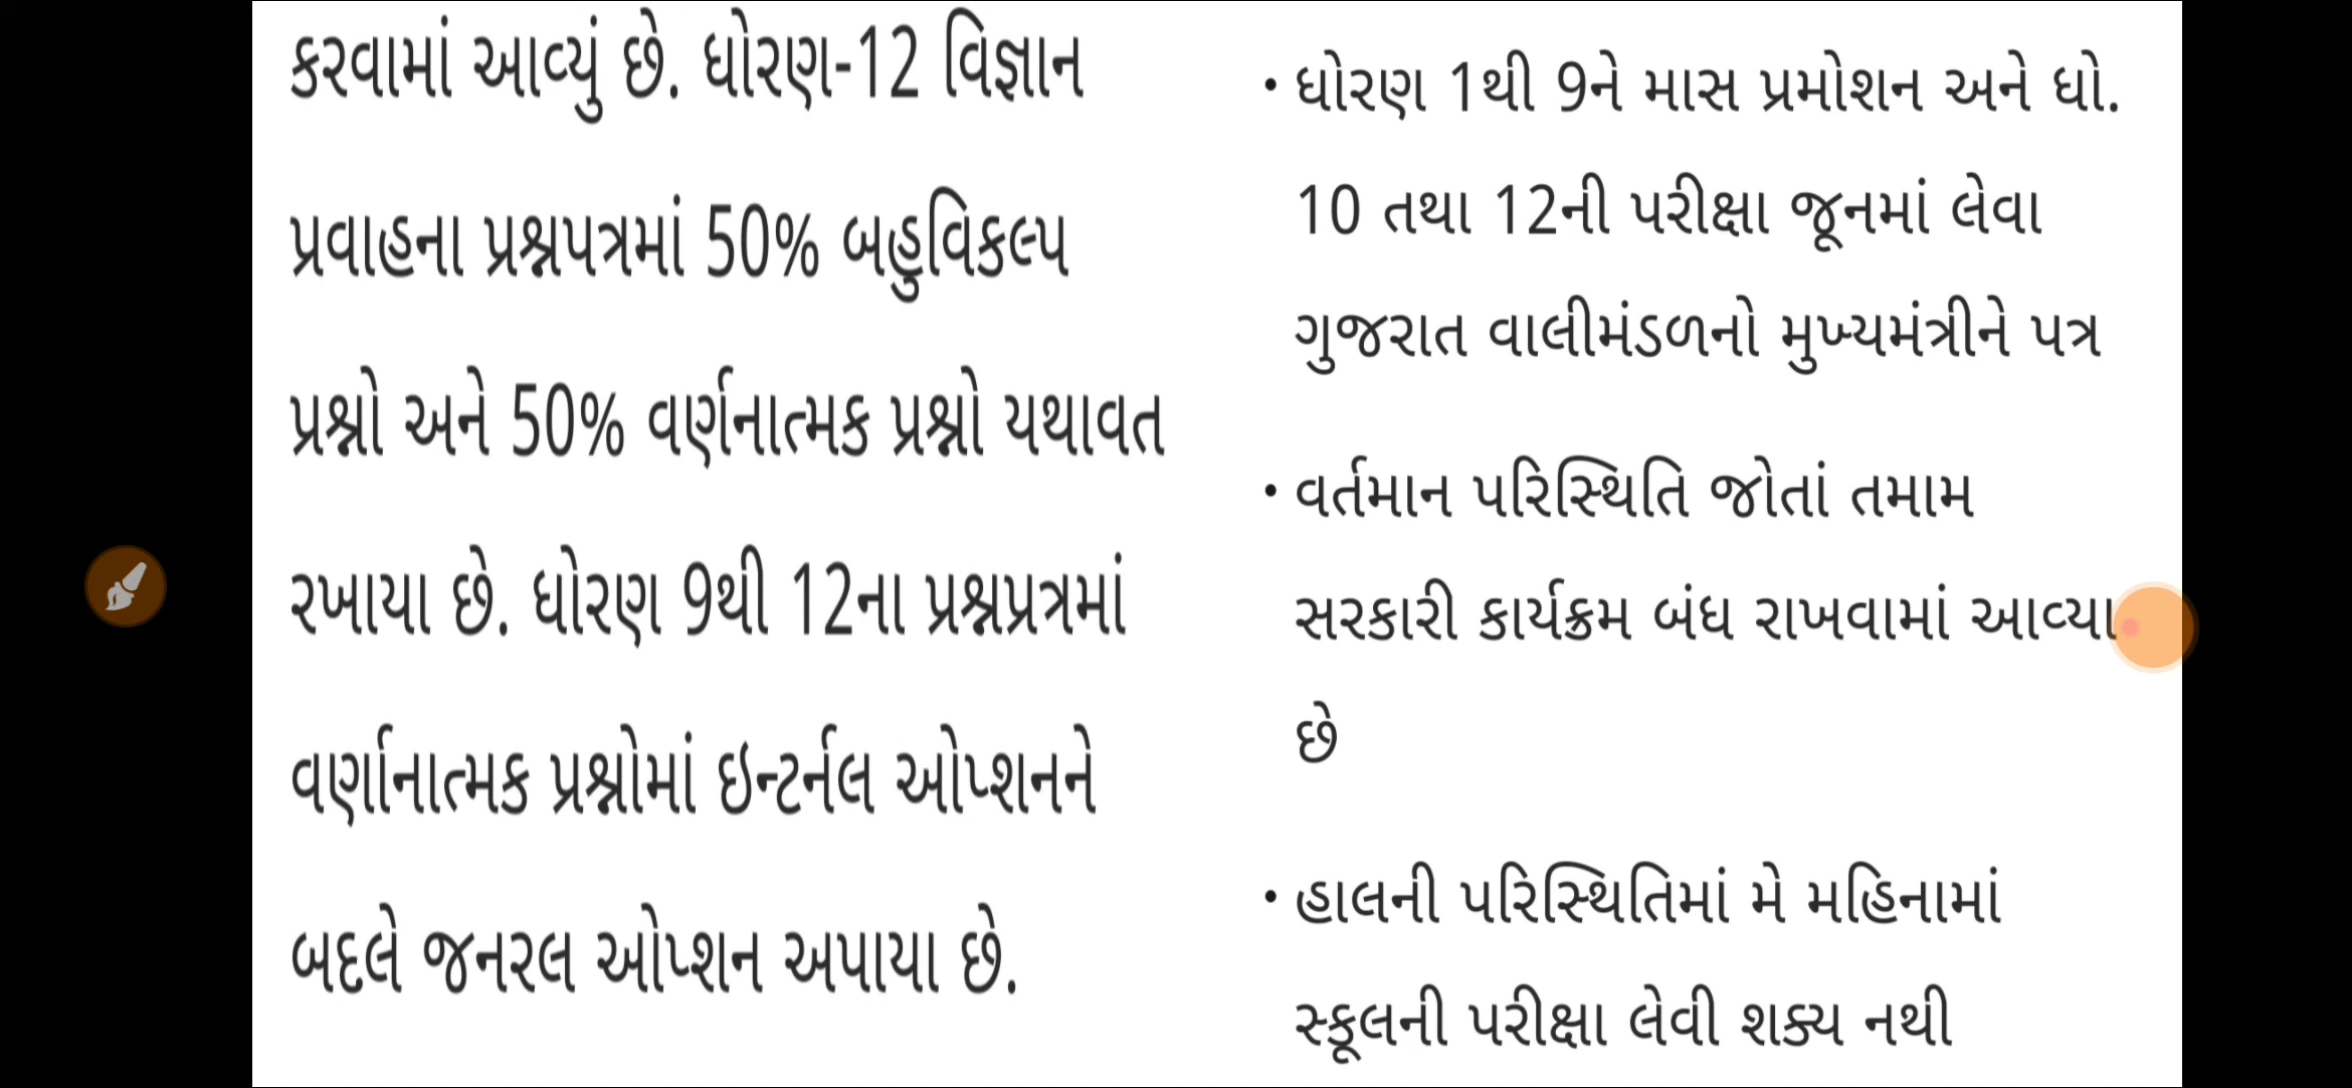 કરવામાં આવ્યું છે. ધોરણ-12 વિજ્ઞાન
પ્રવાહના પ્રશ્નપત્રમાં 50% બહુવિકલ્પ
પ્રશ્નો અને 50% વર્ણનાત્મક પ્રશ્નો યથાવત
રખાયા છે. ધોરણ 9થી 12ના પ્રશ્નપ્રત્રમાં
વર્ણાનાત્મક પ્રશ્નોમાં ઇન્ટર્નલ ઓપ્શનને
બદલે જનરલ ઓપ્શન અપાયા છે.
• ધોરણ 1થી 9ને માસ પ્રમોશન અને ધો.
10 તથા 12ની પરીક્ષા જૂનમાં લેવા
ગુજરાત વાલીમંડળનો મુખ્યમંત્રીને પત્ર
• વર્તમાન પરિસ્થિતિ જોતાં તમામ
સરકારી કાર્યક્રમ બંધ રાખવામાં આવ્યા
છે
• હાલની પરિસ્થિતિમાં મે મહિનામાં
સ્કૂલની પરીક્ષા લેવી શક્ય નથી